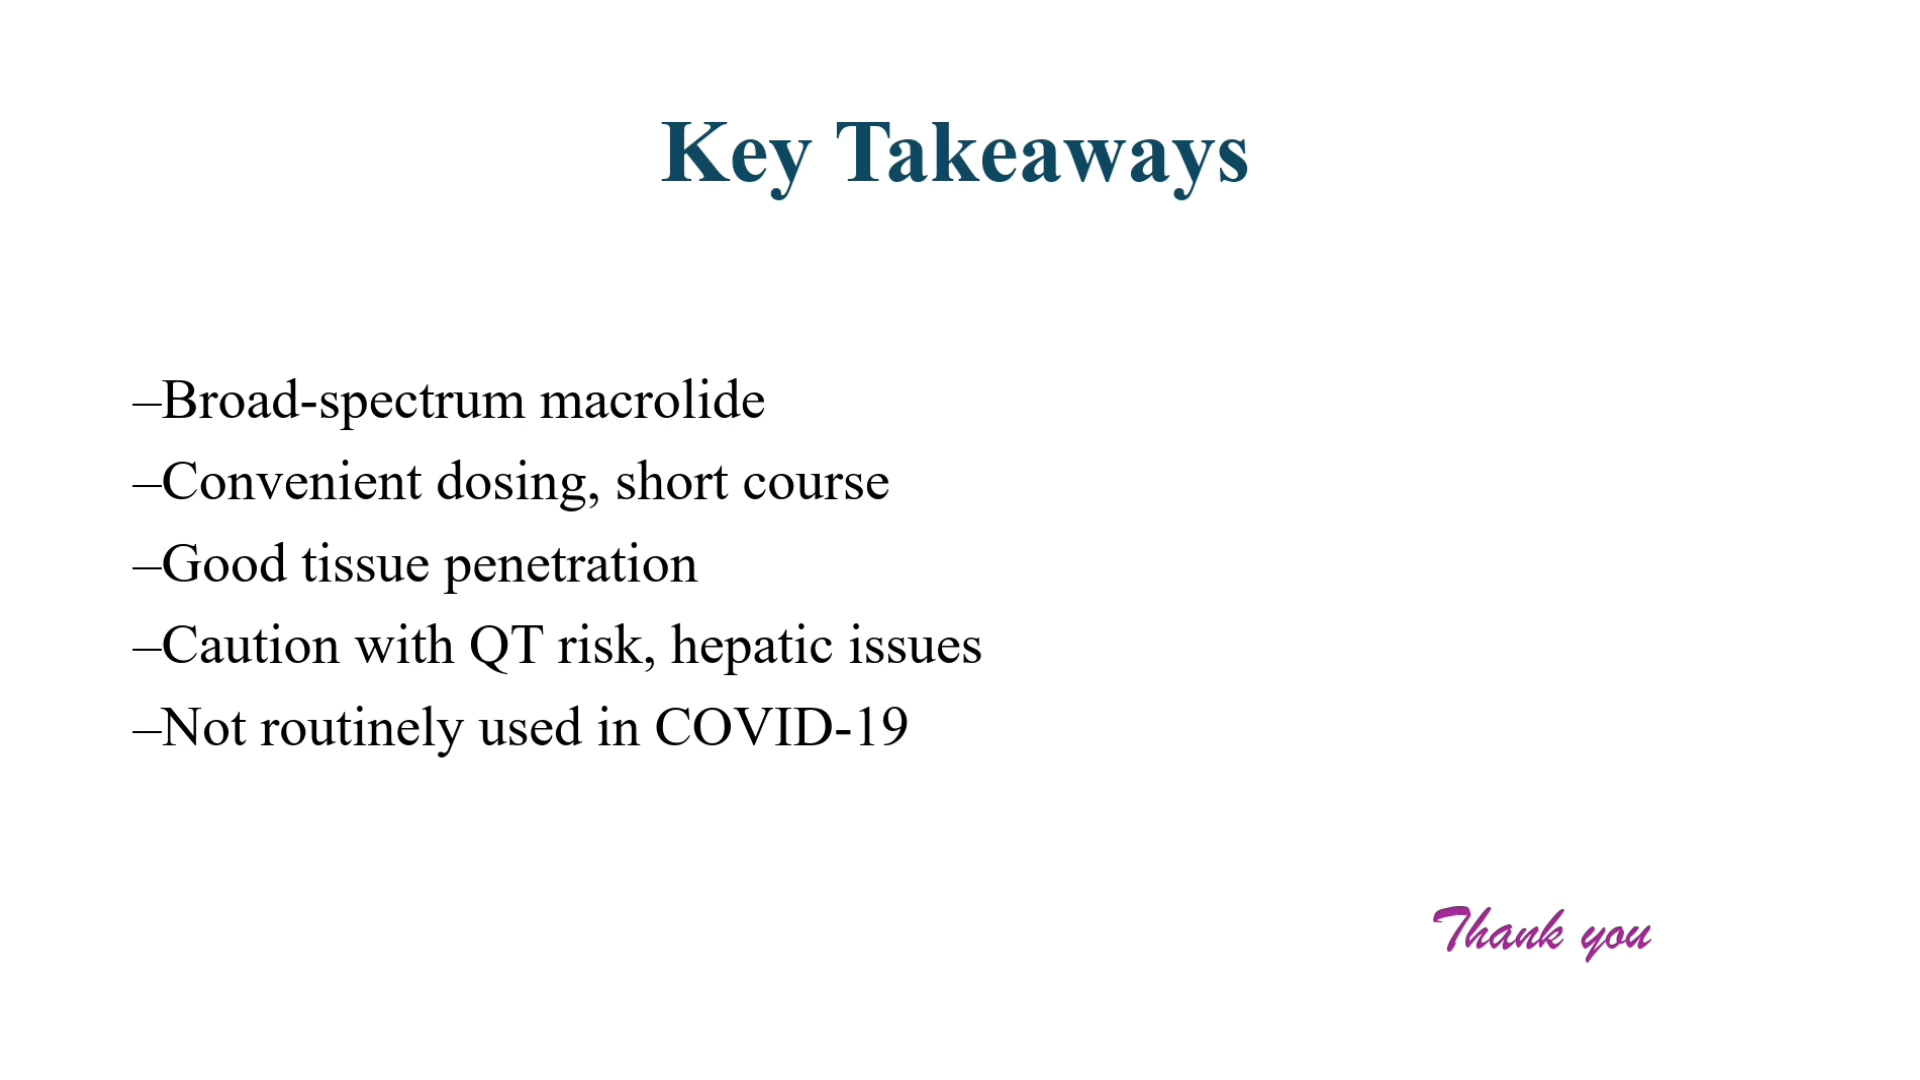 Key Takeaways
–Broad-spectrum macrolide
–Convenient dosing, short course
–Good tissue penetration
–Caution with QT risk, hepatic issues
–Not routinely used in COVID-19
Thank you